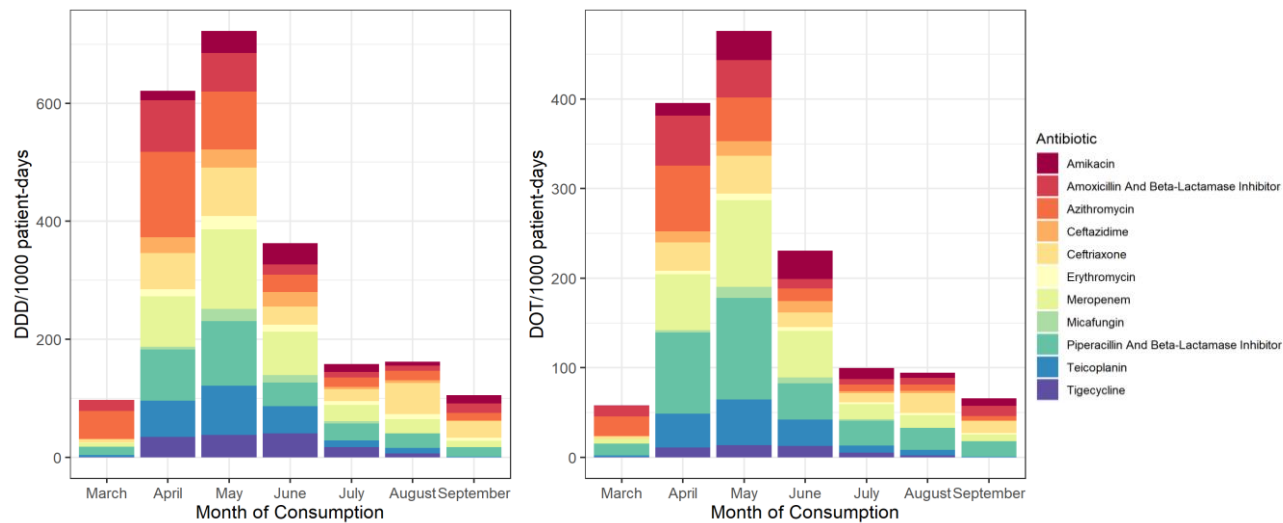 DDD/1000 patient-days
600
400
200
0
March April May June July August September
Month of Consumption
DOT/1000 patient-days
400
300
200
100
0
March April May June July August September
Month of Consumption
Antibiotic
Amikacin
Amoxicillin And Beta-Lactamase Inhibitor
Azithromycin
Ceftazidime
Ceftriaxone
Erythromycin
Meropenem
Micafungin
Piperacillin And Beta-Lactamase Inhibitor
Teicoplanin
Tigecycline